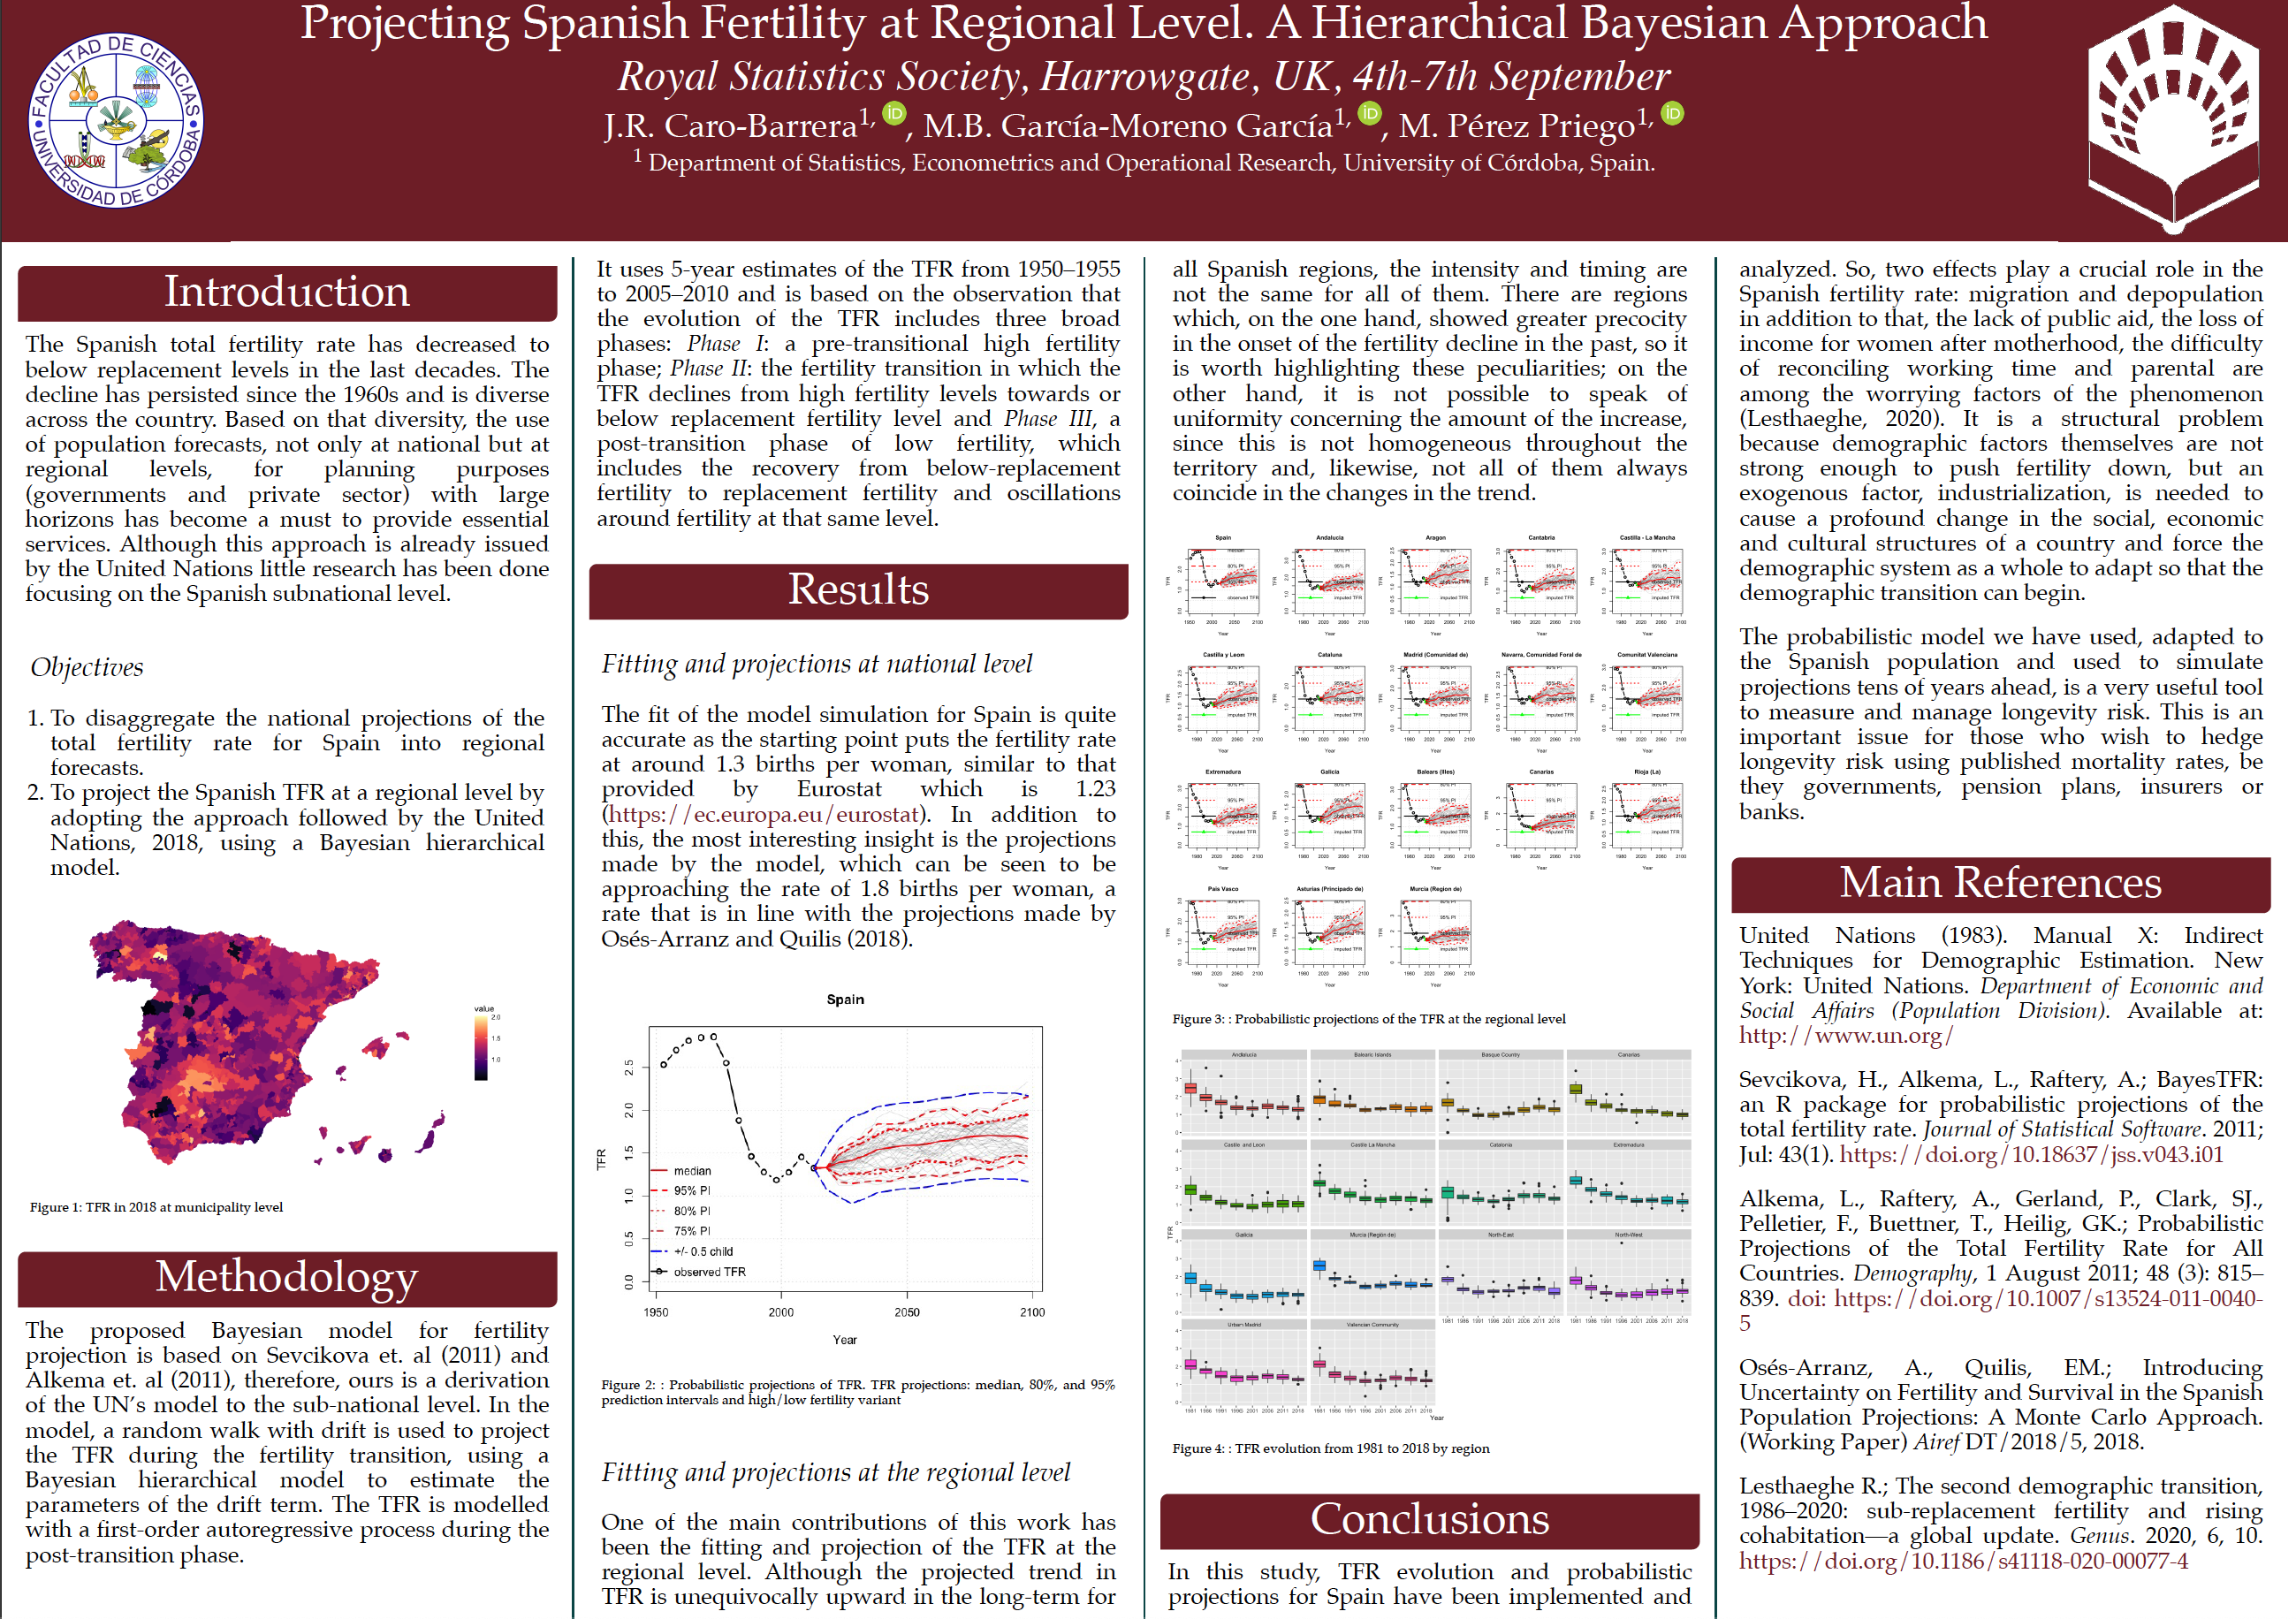 Projecting Spanish Fertility at Regional Level. A Hierarchical Bayesian Approach
Royal Statistics Society, Harrowgate, UK, 4th-7th September
J.R. Caro-Barrera1, iD, M.B. García-Moreno García1, iD, M. Pérez Priego1, iD
1 Department of Statistics, Econometrics and Operational Research, University of Córdoba, Spain.
FACULTAD DE CIENCIAS
UNIVERSIDAD DE CÓRDOBA
Introduction
The Spanish total fertility rate has decreased to
below replacement levels in the last decades. The
decline has persisted since the 1960s and is diverse
across the country. Based on that diversity, the use
of population forecasts, not only at national but at
regional levels, for planning purposes
(governments and private sector) with large
horizons has become a must to provide essential
services. Although this approach is already issued
by the United Nations little research has been done
focusing on the Spanish subnational level.
Objectives
1. To disaggregate the national projections of the
total fertility rate for Spain into regional
forecasts.
2. To project the Spanish TFR at a regional level by
adopting the approach followed by the United
Nations, 2018, using a Bayesian hierarchical
model.
value
2.0
1.5
1.0
Figure 1: TFR in 2018 at municipality level
Methodology
The proposed Bayesian model for fertility
projection is based on Sevcikova et. al (2011) and
Alkema et. al (2011), therefore, ours is a derivation
of the UN's model to the sub-national level. In the
model, a random walk with drift is used to project
the TFR during the fertility transition, using a
Bayesian hierarchical model to estimate the
parameters of the drift term. The TFR is modelled
with a first-order autoregressive process during the
post-transition phase.
It uses 5-year estimates of the TFR from 1950–1955
to 2005–2010 and is based on the observation that
the evolution of the TFR includes three broad
phases: Phase I: a pre-transitional high fertility
phase; Phase II: the fertility transition in which the
TFR declines from high fertility levels towards or
below replacement fertility level and Phase III, a
post-transition phase of low fertility, which
includes the recovery from below-replacement
fertility to replacement fertility and oscillations
around fertility at that same level.
Results
Fitting and projections at national level
The fit of the model simulation for Spain is quite
accurate as the starting point puts the fertility rate
at around 1.3 births per woman, similar to that
provided by Eurostat which is 1.23
(https://ec.europa.eu/eurostat). In addition to
this, the most interesting insight is the projections
made by the model, which can be seen to be
approaching the rate of 1.8 births per woman, a
rate that is in line with the projections made by
Osés-Arranz and Quilis (2018).
Spain
TFR
2.5
2.0
1.5
1.0
0.5
0.0
median
95% PI
80% PI
75% PI
+/- 0.5 child
observed TFR
1950 2000 2050 2100
Year
Figure 2: : Probabilistic projections of TFR. TFR projections: median, 80%, and 95%
prediction intervals and high/low fertility variant
Fitting and projections at the regional level
One of the main contributions of this work has
been the fitting and projection of the TFR at the
regional level. Although the projected trend in
TFR is unequivocally upward in the long-term for
all Spanish regions, the intensity and timing are
not the same for all of them. There are regions
which, on the one hand, showed greater precocity
in the onset of the fertility decline in the past, so it
is worth highlighting these peculiarities; on the
other hand, it is not possible to speak of
uniformity concerning the amount of the increase,
since this is not homogeneous throughout the
territory and, likewise, not all of them always
coincide in the changes in the trend.
Spain Andalucia Aragon Cantabria Castilla - La Mancha
Castilla y Leon Cataluna Madrid (Comunidad de) Navarra, Comunidad Foral de Comunitat Valenciana
Extremadura Galicia Balears (Illes) Canarias Rioja (La)
Pais Vasco Asturias (Principado de) Murcia (Region de)
Figure 3: : Probabilistic projections of the TFR at the regional level
Andalucia Balearic Islands Basque Country Canarias
Castile and Leon Castile La Mancha Catalonia Extremadura
Galicia Murcia (Región de) North-East North-West
Urban Madrid Valencian Community
TFR
1981 1986 1991 1996 2001 2006 2011 2018
Year
Figure 4: : TFR evolution from 1981 to 2018 by region
Conclusions
In this study, TFR evolution and probabilistic
projections for Spain have been implemented and
analyzed. So, two effects play a crucial role in the
Spanish fertility rate: migration and depopulation
in addition to that, the lack of public aid, the loss of
income for women after motherhood, the difficulty
of reconciling working time and parental are
among the worrying factors of the phenomenon
(Lesthaeghe, 2020). It is a structural problem
because demographic factors themselves are not
strong enough to push fertility down, but an
exogenous factor, industrialization, is needed to
cause a profound change in the social, economic
and cultural structures of a country and force the
demographic system as a whole to adapt so that the
demographic transition can begin.
The probabilistic model we have used, adapted to
the Spanish population and used to simulate
projections tens of years ahead, is a very useful tool
to measure and manage longevity risk. This is an
important issue for those who wish to hedge
longevity risk using published mortality rates, be
they governments, pension plans, insurers or
banks.
Main References
United Nations (1983). Manual X: Indirect
Techniques for Demographic Estimation. New
York: United Nations. Department of Economic and
Social Affairs (Population Division). Available at:
http://www.un.org/
Sevcikova, H., Alkema, L., Raftery, A.; BayesTFR:
an R package for probabilistic projections of the
total fertility rate. Journal of Statistical Software. 2011;
Jul: 43(1). https://doi.org/10.18637/jss.v043.i01
Alkema, L., Raftery, A., Gerland, P., Clark, SJ.,
Pelletier, F., Buettner, T., Heilig, GK.; Probabilistic
Projections of the Total Fertility Rate for All
Countries. Demography, 1 August 2011; 48 (3): 815–
839. doi: https://doi.org/10.1007/s13524-011-0040-
5
Osés-Arranz, A., Quilis, EM.; Introducing
Uncertainty on Fertility and Survival in the Spanish
Population Projections: A Monte Carlo Approach.
(Working Paper) Airef DT/2018/5, 2018.
Lesthaeghe R.; The second demographic transition,
1986–2020: sub-replacement fertility and rising
cohabitation—a global update. Genus. 2020, 6, 10.
https://doi.org/10.1186/s41118-020-00077-4